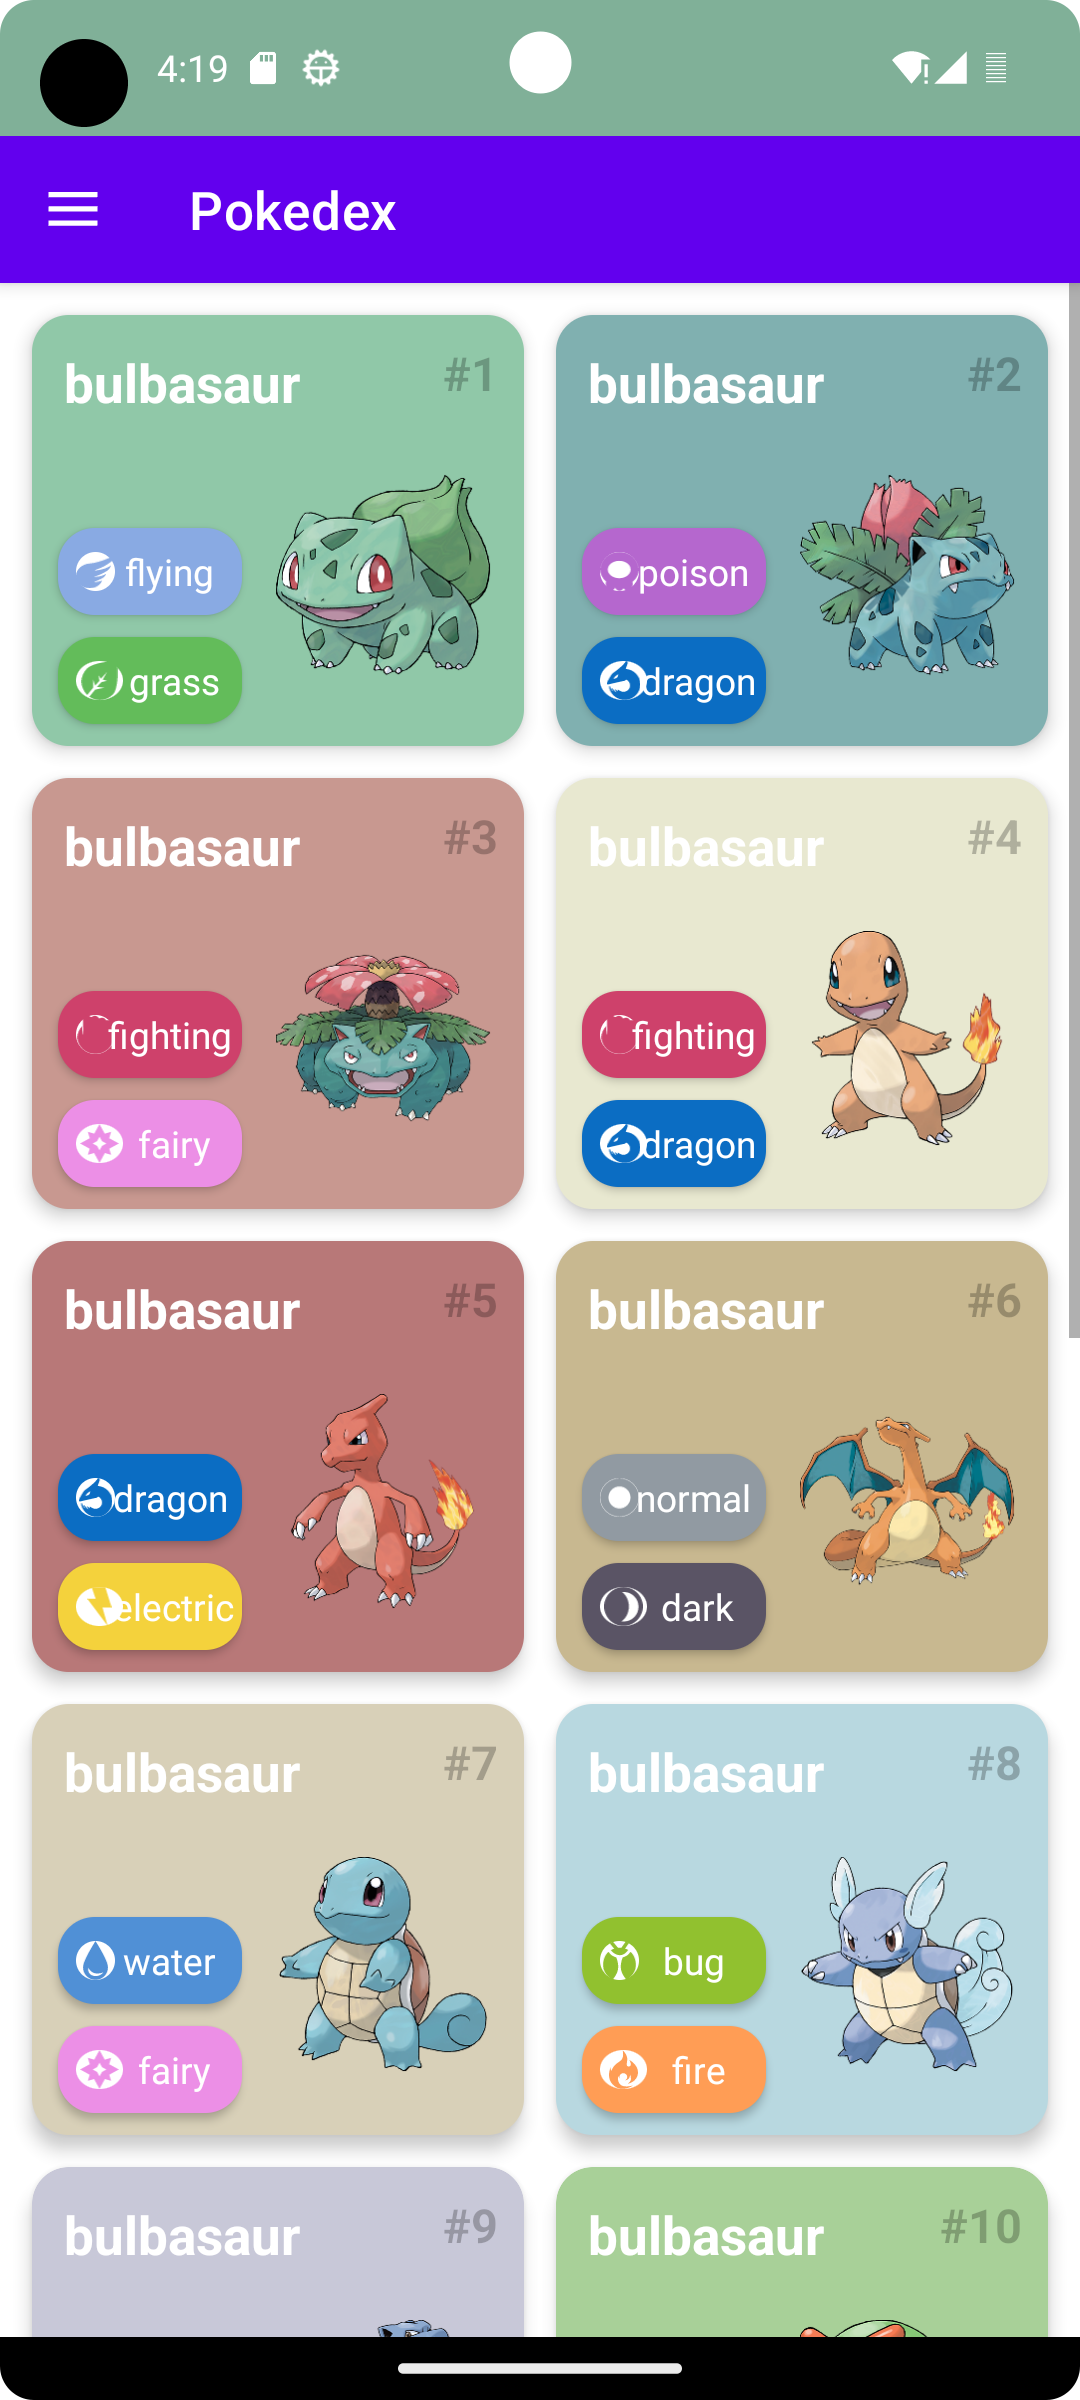 4:19
Pokedex
bulbasaur #1
flying
grass
bulbasaur #2
poison
dragon
bulbasaur #3
fighting
fairy
bulbasaur #4
fighting
dragon
bulbasaur #5
dragon
electric
bulbasaur #6
normal
dark
bulbasaur #7
water
fairy
bulbasaur #8
bug
fire
bulbasaur #9
bulbasaur #10